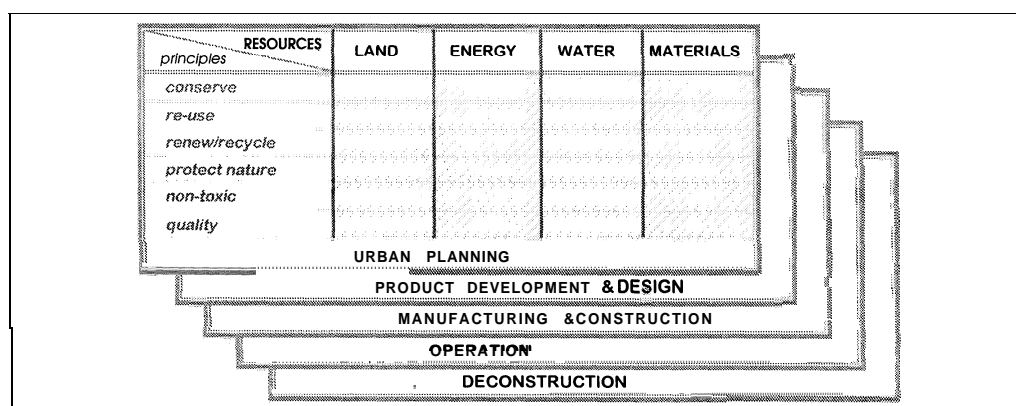 RESOURCES LAND ENERGY WATER MATERIALS
principles
conserve
re-use
renew/recycle
protect nature
non-toxic
quality
URBAN PLANNING
PRODUCT DEVELOPMENT & DESIGN
MANUFACTURING &CONSTRUCTION
OPERATION
DECONSTRUCTION